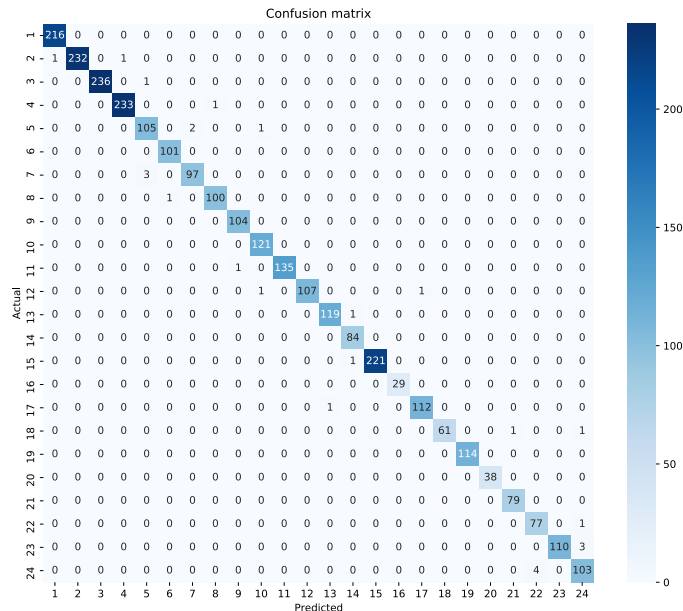 Confusion matrix
1 216 0 0 0 0 0 0 0 0 0 0 0 0 0 0 0 0 0 0 0 0 0 0 0
2 1 232 0 1 0 0 0 0 0 0 0 0 0 0 0 0 0 0 0 0 0 0 0 0
3 0 0 236 0 1 0 0 0 0 0 0 0 0 0 0 0 0 0 0 0 0 0 0 0
4 0 0 0 233 0 0 0 1 0 0 0 0 0 0 0 0 0 0 0 0 0 0 0 0
5 0 0 0 0 105 0 2 0 0 1 0 0 0 0 0 0 0 0 0 0 0 0 0 0
6 0 0 0 0 0 101 0 0 0 0 0 0 0 0 0 0 0 0 0 0 0 0 0 0
7 0 0 0 0 3 0 97 0 0 0 0 0 0 0 0 0 0 0 0 0 0 0 0 0
8 0 0 0 0 0 1 0 100 0 0 0 0 0 0 0 0 0 0 0 0 0 0 0 0
9 0 0 0 0 0 0 0 0 104 0 0 0 0 0 0 0 0 0 0 0 0 0 0 0
10 0 0 0 0 0 0 0 0 0 121 0 0 0 0 0 0 0 0 0 0 0 0 0 0
11 0 0 0 0 0 0 0 0 1 0 135 0 0 0 0 0 0 0 0 0 0 0 0 0
12 0 0 0 0 0 0 0 0 0 1 0 107 0 0 0 0 1 0 0 0 0 0 0 0
13 0 0 0 0 0 0 0 0 0 0 0 0 119 1 0 0 0 0 0 0 0 0 0 0
14 0 0 0 0 0 0 0 0 0 0 0 0 0 84 0 0 0 0 0 0 0 0 0 0
15 0 0 0 0 0 0 0 0 0 0 0 0 0 1 221 0 0 0 0 0 0 0 0 0
16 0 0 0 0 0 0 0 0 0 0 0 0 0 0 0 29 0 0 0 0 0 0 0 0
17 0 0 0 0 0 0 0 0 0 0 0 0 1 0 0 0 112 0 0 0 0 0 0 0
18 0 0 0 0 0 0 0 0 0 0 0 0 0 0 0 0 0 61 0 0 1 0 0 1
19 0 0 0 0 0 0 0 0 0 0 0 0 0 0 0 0 0 0 114 0 0 0 0 0
20 0 0 0 0 0 0 0 0 0 0 0 0 0 0 0 0 0 0 0 38 0 0 0 0
21 0 0 0 0 0 0 0 0 0 0 0 0 0 0 0 0 0 0 0 0 79 0 0 0
22 0 0 0 0 0 0 0 0 0 0 0 0 0 0 0 0 0 0 0 0 0 77 0 1
23 0 0 0 0 0 0 0 0 0 0 0 0 0 0 0 0 0 0 0 0 0 0 110 3
24 0 0 0 0 0 0 0 0 0 0 0 0 0 0 0 0 0 0 0 0 0 4 0 103
1 2 3 4 5 6 7 8 9 10 11 12 13 14 15 16 17 18 19 20 21 22 23 24
Predicted
Actual
200
150
100
50
0